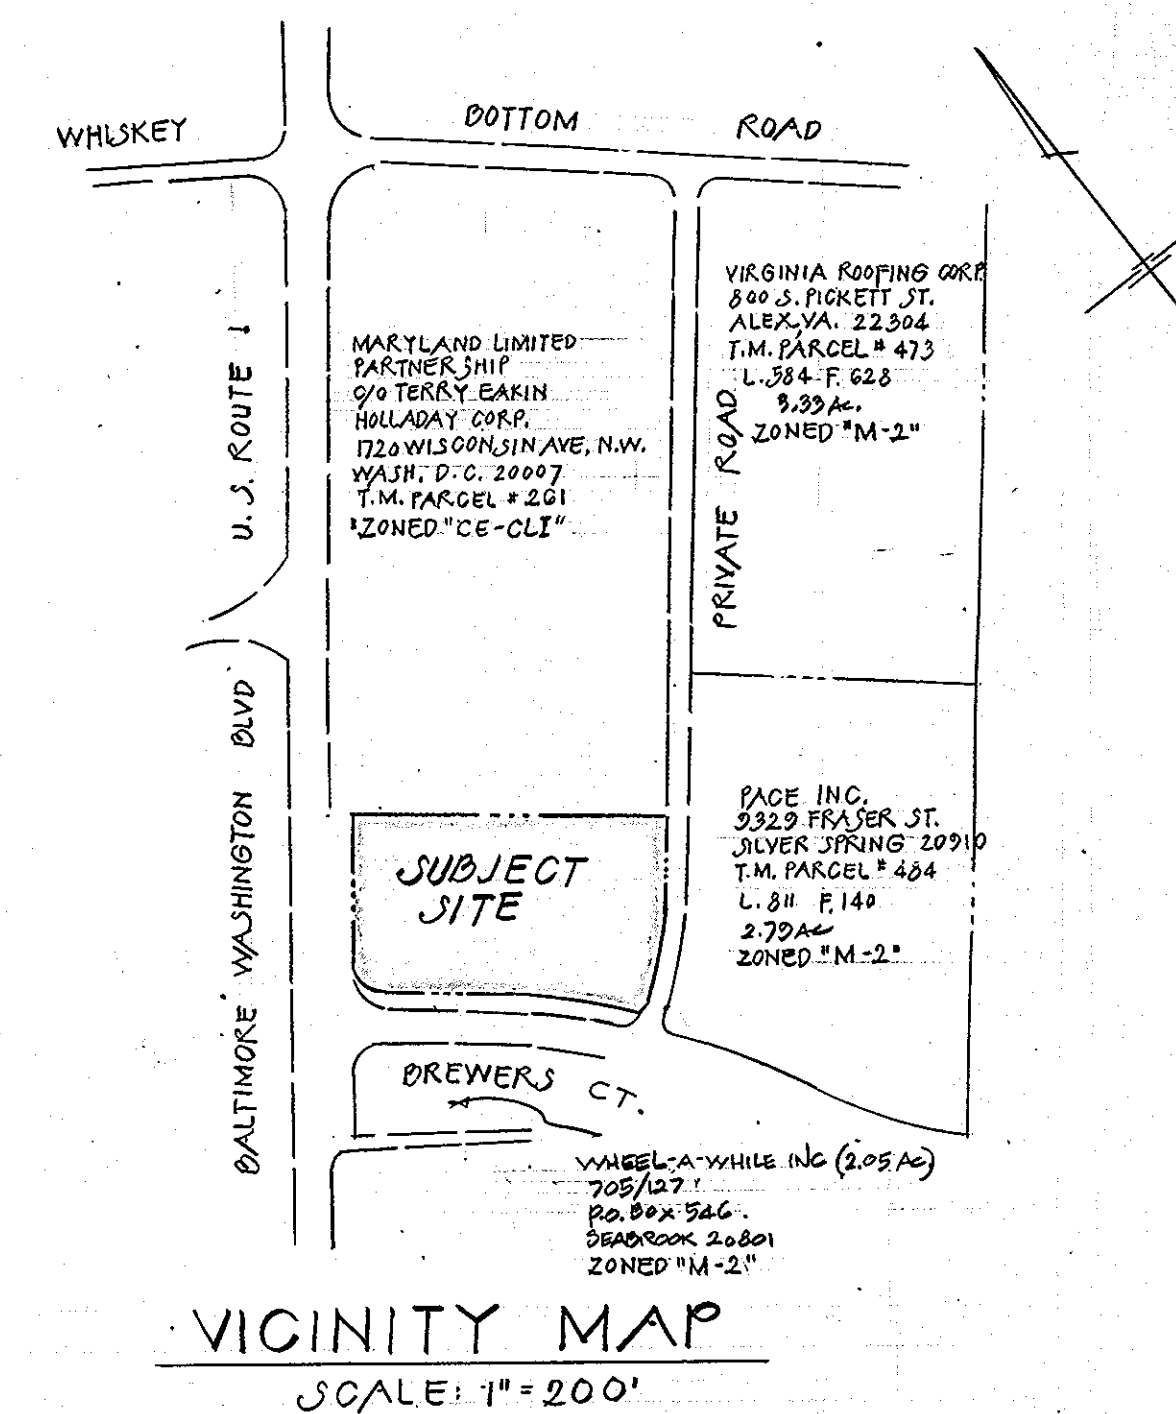 WHISKEY BOTTOM ROAD
U.S. ROUTE 1
MARYLAND LIMITED
PARTNERSHIP
C/O TERRY EAKIN
HOLLADAY CORP.
1720 WISCONSIN AVE, N.W.
WASH. D.C. 20007
T.M. PARCEL # 261
ZONED "CE-CLI"
PRIVATE ROAD
VIRGINIA ROOFING CORP.
800 S. PICKETT ST.
ALEX, VA. 22304
T.M. PARCEL # 473
L.584 F. 628
3.33 Ac.
ZONED "M-2"
BALTIMORE WASHINGTON BLVD
SUBJECT
SITE
PACE INC.
9329 FRASER ST.
SILVER SPRING 20910
T.M. PARCEL # 484
L. 811 F. 140
2.79 Ac
ZONED "M-2"
BREWERS CT.
WHEEL-A-WHILE INC (2.05 Ac)
705/127
P.O. BOX 546.
SEABROOK 20801
ZONED "M-2"
VICINITY MAP
SCALE: 1" = 200'